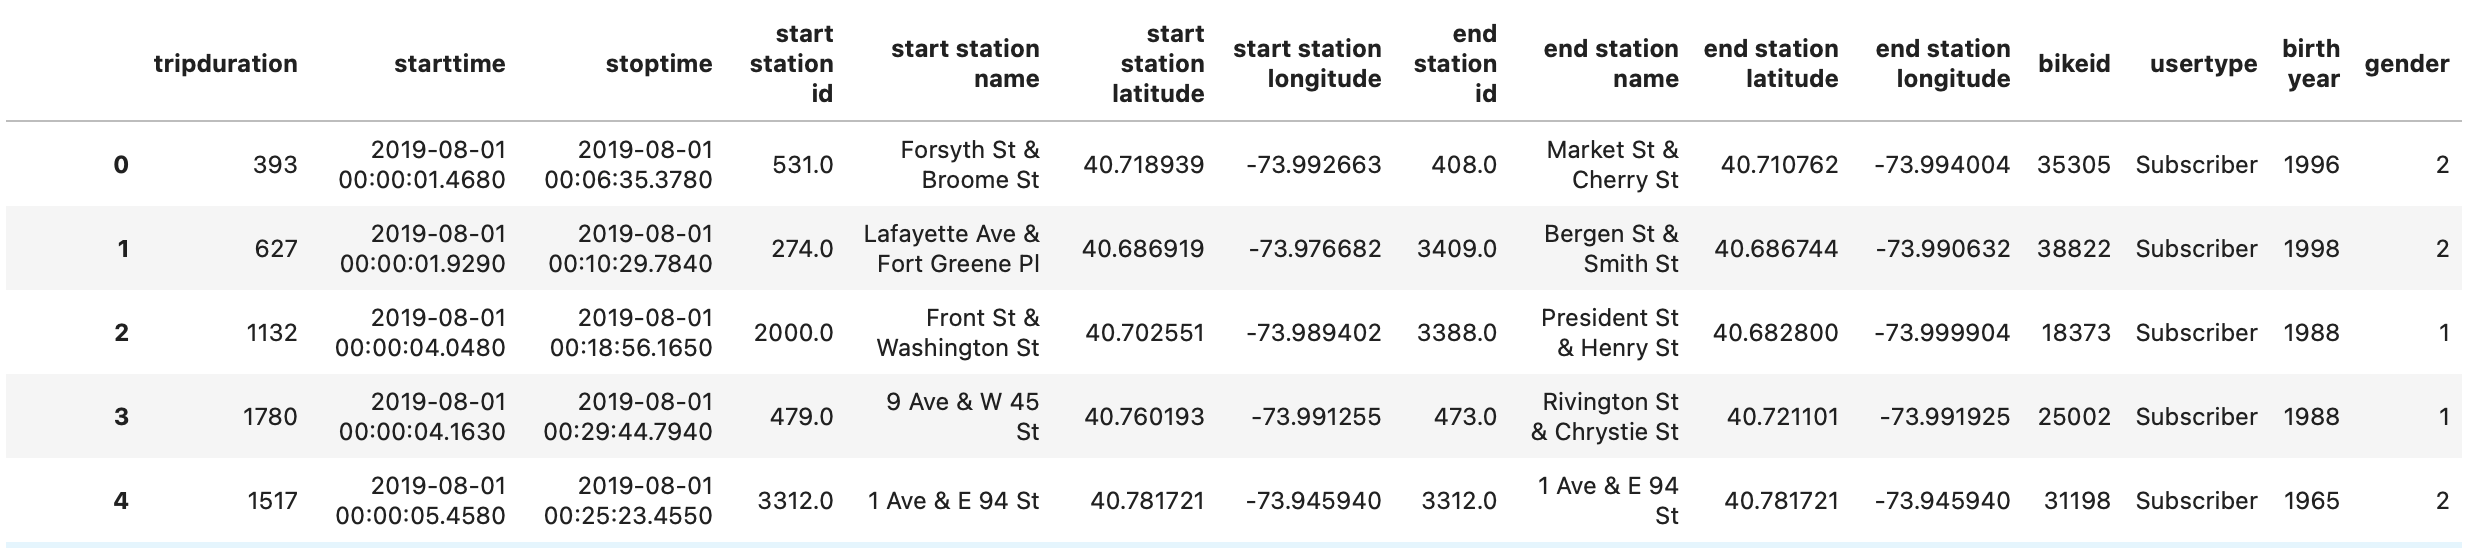 tripduration starttime stoptime start station id start station name start station latitude start station longitude end station id end station name end station latitude end station longitude bikeid usertype birth year gender
0 393 2019-08-01 00:00:01.4680 2019-08-01 00:06:35.3780 531.0 Forsyth St & Broome St 40.718939 -73.992663 408.0 Market St & Cherry St 40.710762 -73.994004 35305 Subscriber 1996 2
1 627 2019-08-01 00:00:01.9290 2019-08-01 00:10:29.7840 274.0 Lafayette Ave & Fort Greene Pl 40.686919 -73.976682 3409.0 Bergen St & Smith St 40.686744 -73.990632 38822 Subscriber 1998 2
2 1132 2019-08-01 00:00:04.0480 2019-08-01 00:18:56.1650 2000.0 Front St & Washington St 40.702551 -73.989402 3388.0 President St & Henry St 40.682800 -73.999904 18373 Subscriber 1988 1
3 1780 2019-08-01 00:00:04.1630 2019-08-01 00:29:44.7940 479.0 9 Ave & W 45 St 40.760193 -73.991255 473.0 Rivington St & Chrystie St 40.721101 -73.991925 25002 Subscriber 1988 1
4 1517 2019-08-01 00:00:05.4580 2019-08-01 00:25:23.4550 3312.0 1 Ave & E 94 St 40.781721 -73.945940 3312.0 1 Ave & E 94 St 40.781721 -73.945940 31198 Subscriber 1965 2